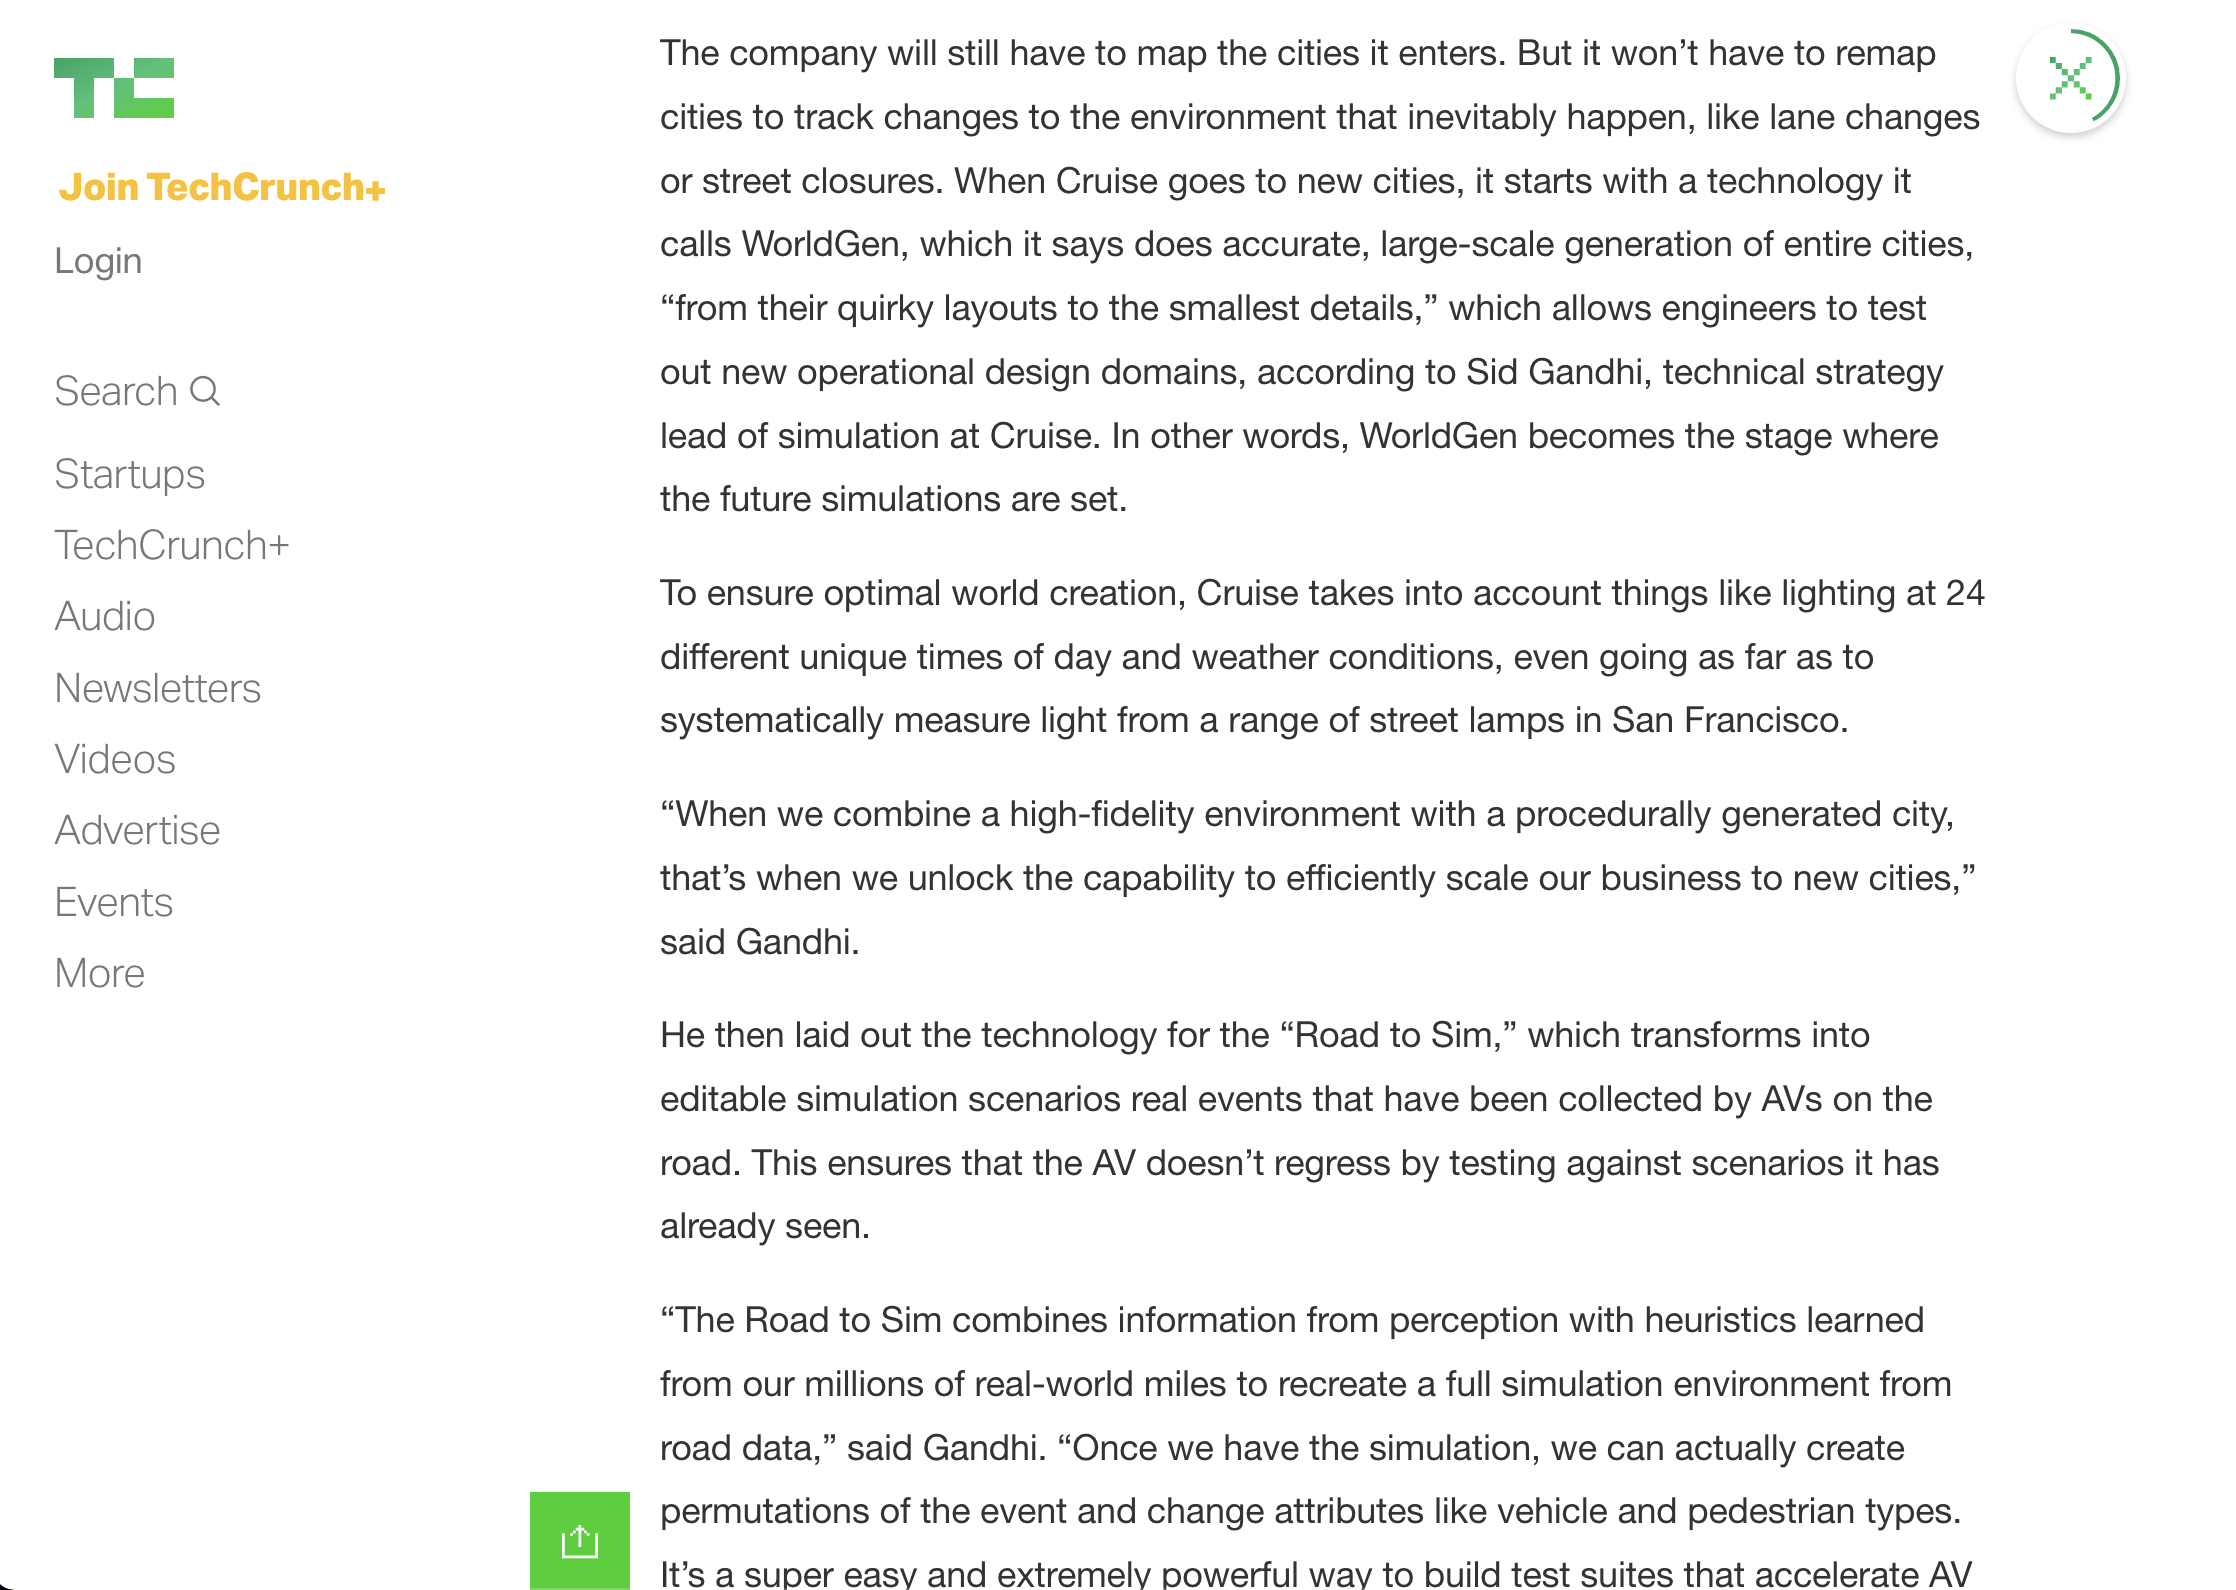 TC
Join TechCrunch+
Login
Search
Startups
TechCrunch+
Audio
Newsletters
Videos
Advertise
Events
More
The company will still have to map the cities it enters. But it won’t have to remap
cities to track changes to the environment that inevitably happen, like lane changes
or street closures. When Cruise goes to new cities, it starts with a technology it
calls WorldGen, which it says does accurate, large-scale generation of entire cities,
“from their quirky layouts to the smallest details,” which allows engineers to test
out new operational design domains, according to Sid Gandhi, technical strategy
lead of simulation at Cruise. In other words, WorldGen becomes the stage where
the future simulations are set.
To ensure optimal world creation, Cruise takes into account things like lighting at 24
different unique times of day and weather conditions, even going as far as to
systematically measure light from a range of street lamps in San Francisco.
“When we combine a high-fidelity environment with a procedurally generated city,
that’s when we unlock the capability to efficiently scale our business to new cities,”
said Gandhi.
He then laid out the technology for the “Road to Sim,” which transforms into
editable simulation scenarios real events that have been collected by AVs on the
road. This ensures that the AV doesn’t regress by testing against scenarios it has
already seen.
“The Road to Sim combines information from perception with heuristics learned
from our millions of real-world miles to recreate a full simulation environment from
road data,” said Gandhi. “Once we have the simulation, we can actually create
permutations of the event and change attributes like vehicle and pedestrian types.
It’s a super easy and extremely powerful way to build test suites that accelerate AV